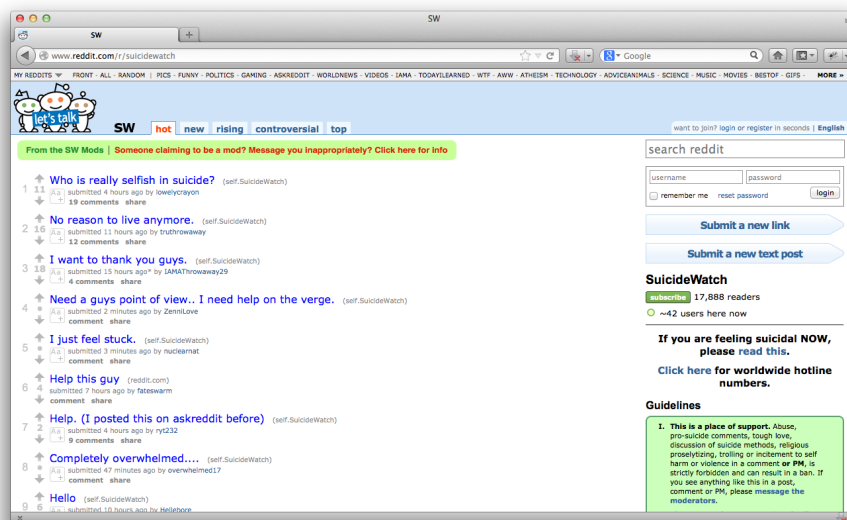 SW
SW
www.reddit.com/r/suicidewatch
Google
MY REDDITS FRONT - ALL - RANDOM | PICS - FUNNY - POLITICS - GAMING - ASKREDDIT - WORLDNEWS - VIDEOS - IAMA - TODAYILEARNED - WTF - AWW - ATHEISM - TECHNOLOGY - ADVICEANIMALS - SCIENCE - MUSIC - MOVIES - BESTOF - GIFS - MORE »
let's talk
SW hot new rising controversial top
want to join? login or register in seconds | English
From the SW Mods | Someone claiming to be a mod? Message you inappropriately? Click here for info
1 11 Who is really selfish in suicide? (self.SuicideWatch)
Aa submitted 4 hours ago by lowelycrayon
19 comments share
2 16 No reason to live anymore. (self.SuicideWatch)
Aa submitted 11 hours ago by truthrowaway
12 comments share
3 18 I want to thank you guys. (self.SuicideWatch)
Aa submitted 15 hours ago* by IAMAThrowaway29
4 comments share
4 • Need a guys point of view.. I need help on the verge. (self.SuicideWatch)
Aa submitted 2 minutes ago by ZenniLove
comment share
5 • I just feel stuck. (self.SuicideWatch)
Aa submitted 3 minutes ago by nuclearnat
comment share
6 4 Help this guy (reddit.com)
submitted 7 hours ago by fateswarm
comment share
7 2 Help. (I posted this on askreddit before) (self.SuicideWatch)
Aa submitted 4 hours ago by ryt232
9 comments share
8 • Completely overwhelmed.... (self.SuicideWatch)
Aa submitted 47 minutes ago by overwhelmed17
comment share
9 6 Hello (self.SuicideWatch)
Aa submitted 10 hours ago by Hellebore
search reddit
username password
remember me reset password login
Submit a new link
Submit a new text post
SuicideWatch
subscribe 17,888 readers
~42 users here now
If you are feeling suicidal NOW,
please read this.
Click here for worldwide hotline
numbers.
Guidelines
I. This is a place of support. Abuse,
pro-suicide comments, tough love,
discussion of suicide methods, religious
proselytizing, trolling or incitement to self
harm or violence in a comment or PM, is
strictly forbidden and can result in a ban. If
you see anything like this in a post,
comment or PM, please message the
moderators.